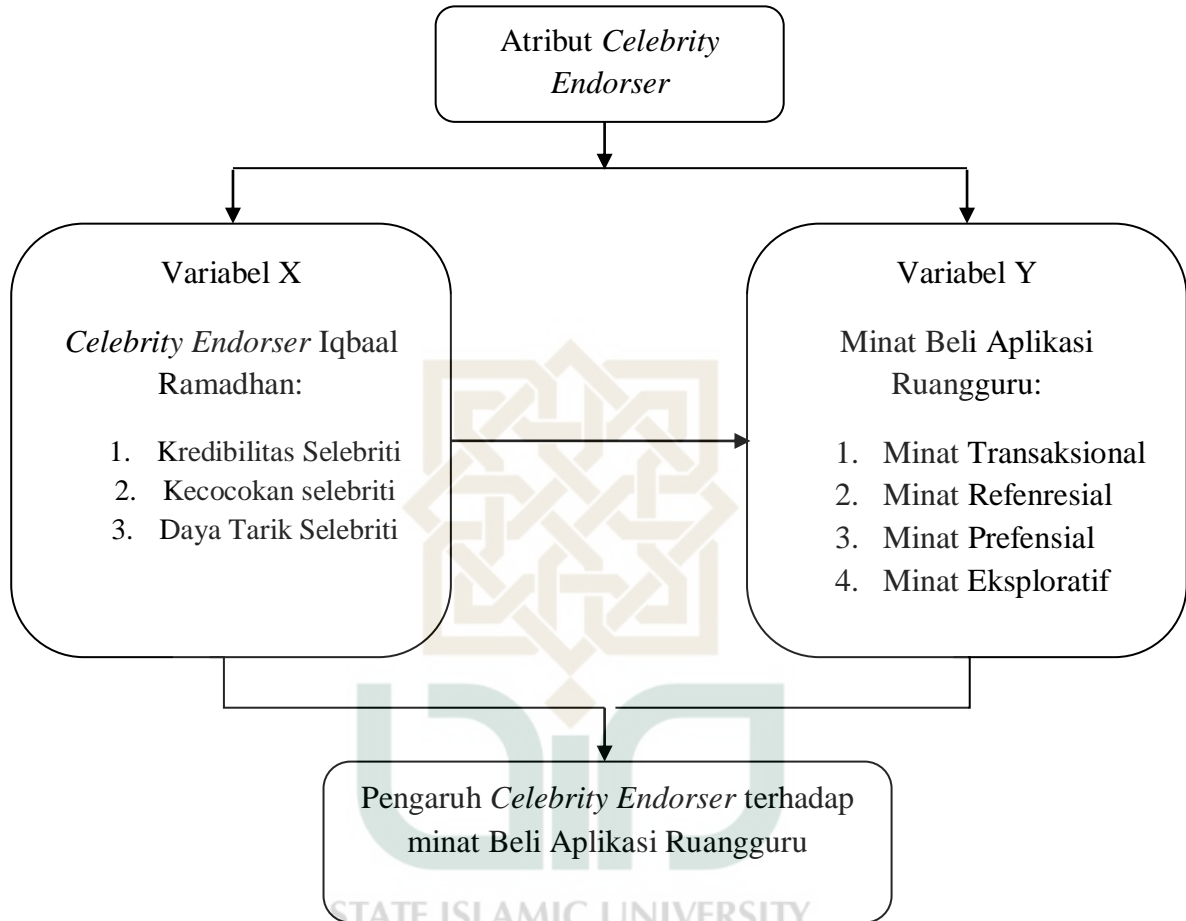 Atribut Celebrity
Endorser
Variabel X
Celebrity Endorser Iqbaal
Ramadhan:
1. Kredibilitas Selebriti
2. Kecocokan selebriti
3. Daya Tarik Selebriti
Variabel Y
Minat Beli Aplikasi
Ruangguru:
1. Minat Transaksional
2. Minat Refenresial
3. Minat Prefensial
4. Minat Eksploratif
Pengaruh Celebrity Endorser terhadap
minat Beli Aplikasi Ruangguru
STATE ISLAMIC UNIVERSITY